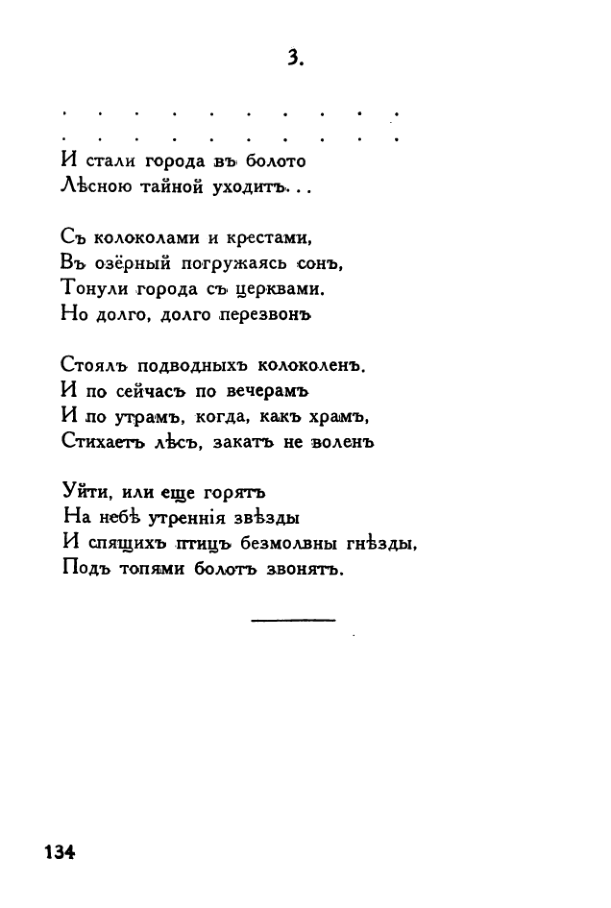 3.
. . . . . . . . . .
. . . . . . . . . .
И стали города въ болото
Лѣсною тайной уходить. . .
Съ колоколами и крестами,
Въ озёрный погружаясь сонъ,
Тонули города съ церквами.
Но долго, долго перезвонъ
Стоялъ подводныхъ колоколенъ.
И по сейчасъ по вечерамъ
И по утрамъ, когда, какъ храмъ,
Стихаетъ лѣсъ, закатъ не воленъ
Уйти, или еще горятъ
На небѣ утреннія звѣзды
И спящихъ птицъ безмолвны гнѣзды,
Подъ топями болотъ звонятъ.
134